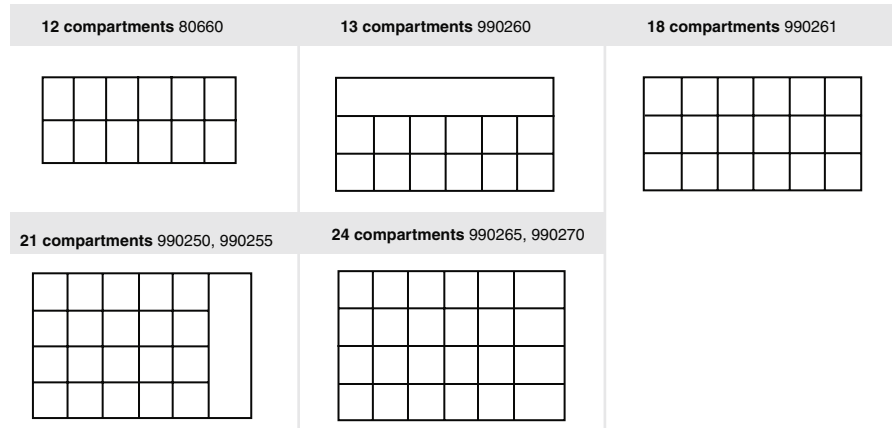 12 compartments 80660
13 compartments 990260
18 compartments 990261
21 compartments 990250, 990255
24 compartments 990265, 990270